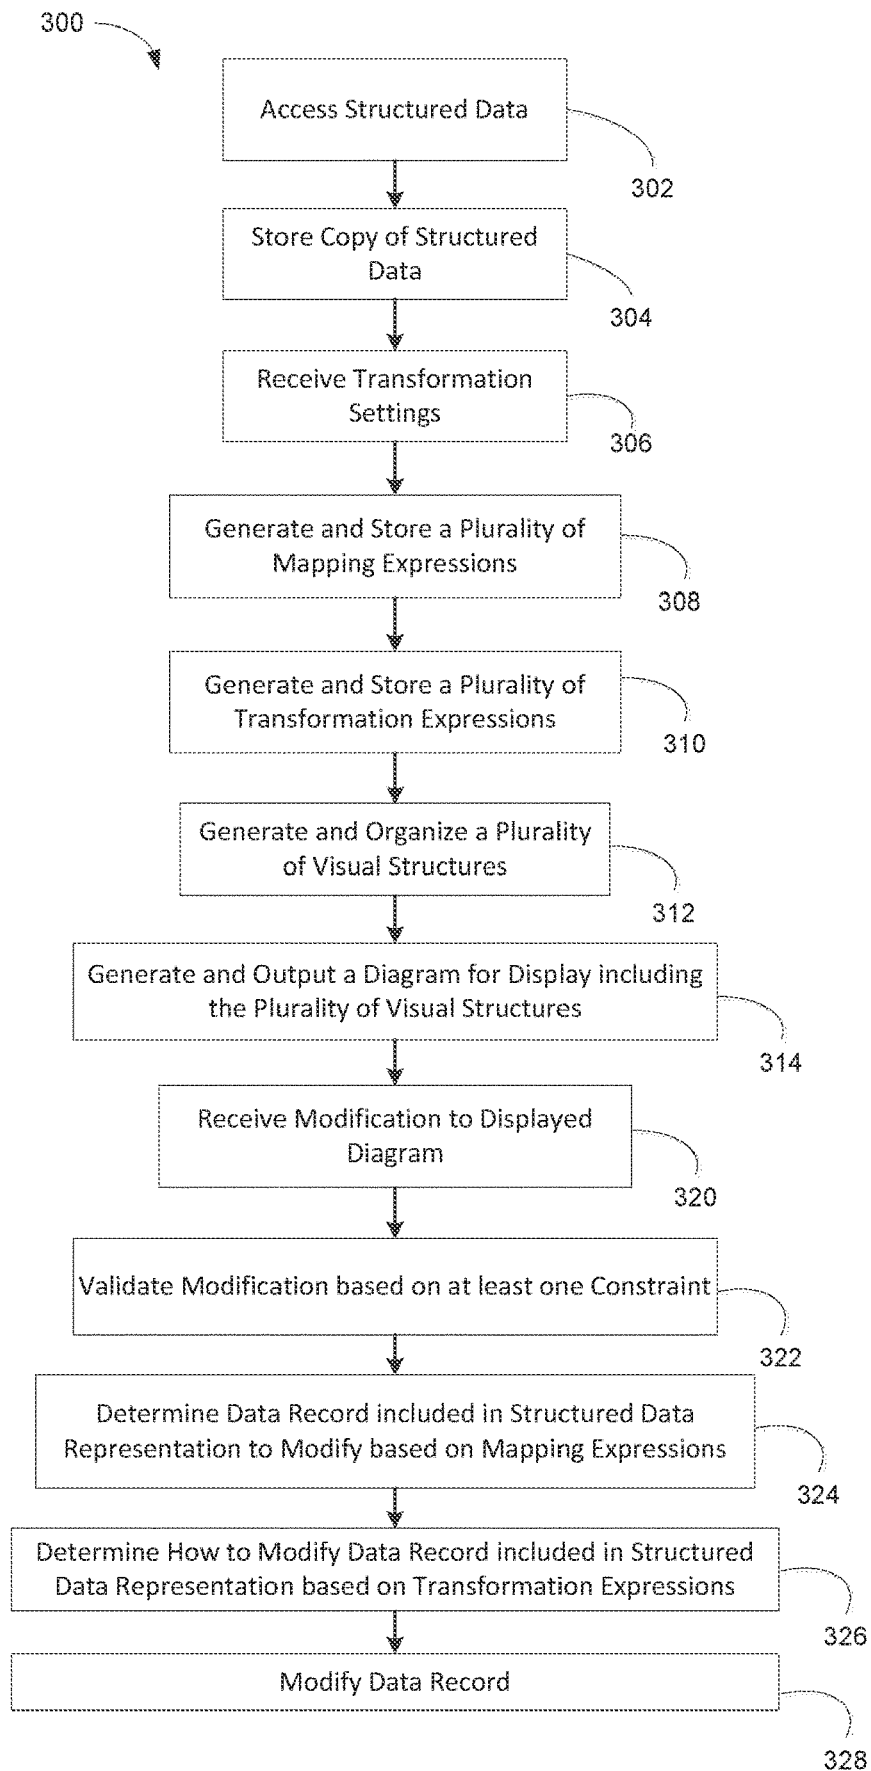 300
Access Structured Data
302
Store Copy of Structured
Data
304
Receive Transformation
Settings
306
Generate and Store a Plurality of
Mapping Expressions
308
Generate and Store a Plurality of
Transformation Expressions
310
Generate and Organize a Plurality
of Visual Structures
312
Generate and Output a Diagram for Display including
the Plurality of Visual Structures
314
Receive Modification to Displayed
Diagram
320
Validate Modification based on at least one Constraint
322
Determine Data Record included in Structured Data
Representation to Modify based on Mapping Expressions
324
Determine How to Modify Data Record included in Structured
Data Representation based on Transformation Expressions
326
Modify Data Record
328